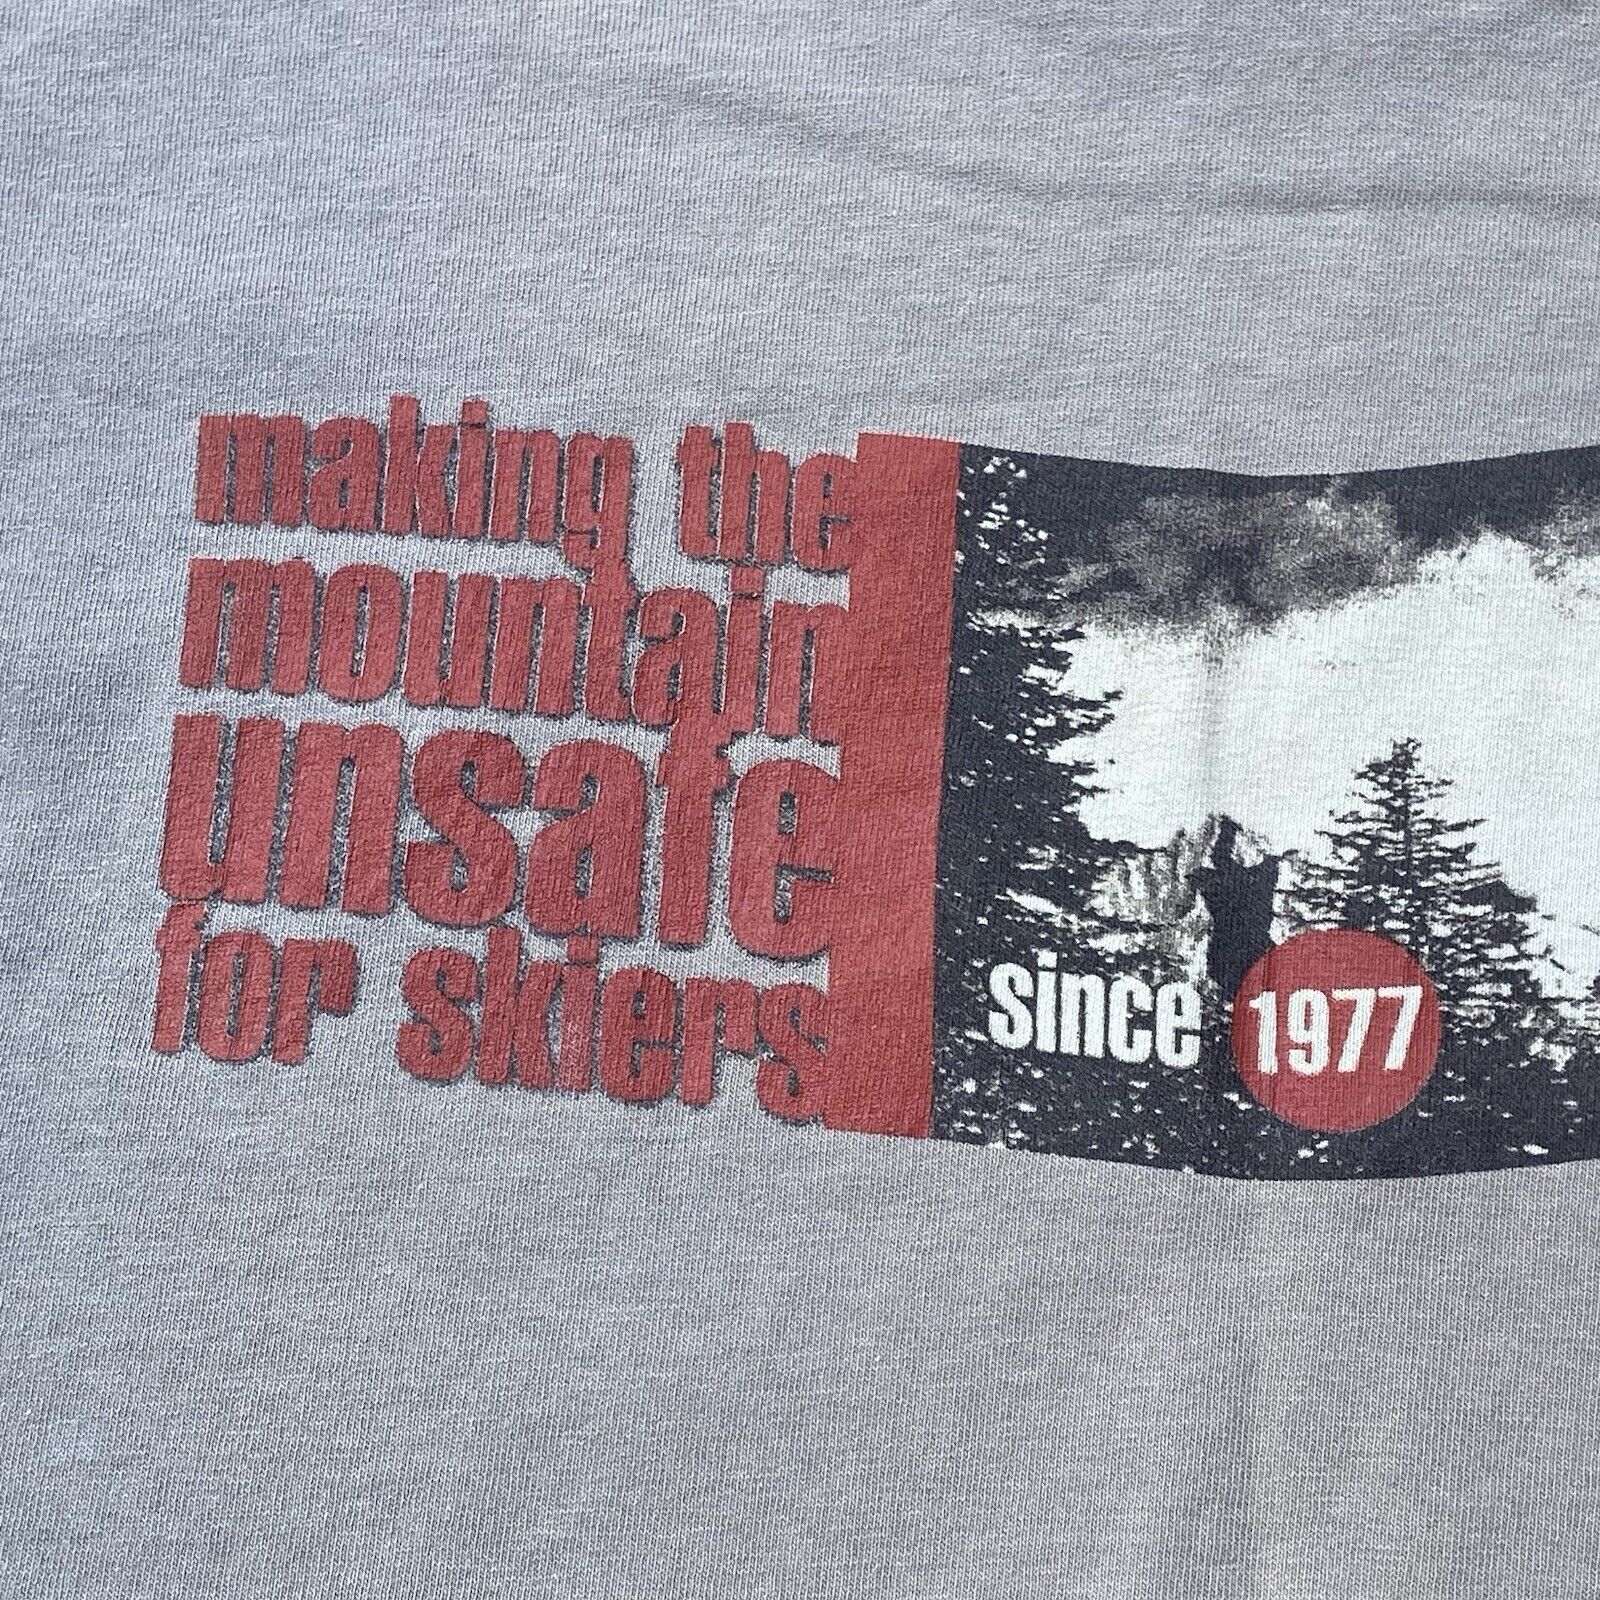 making the
mountain
unsafe
for skiers
since 1977